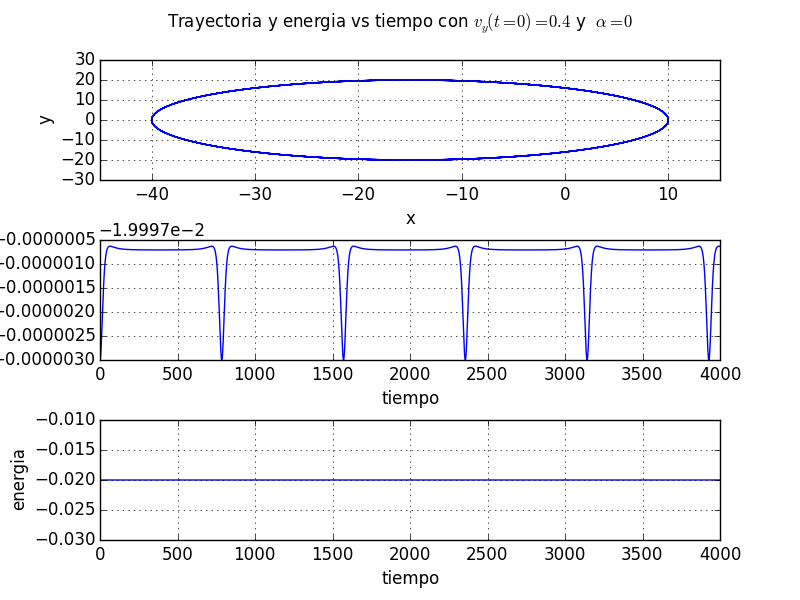 Trayectoria y energia vs tiempo con $v_y(t=0)=0.4$ y $\alpha=0$
30
20
10
0
−10
−20
−30
y
−40 −30 −20 −10 0 10
x
−1.9997e−2
−0.0000005
−0.0000010
−0.0000015
−0.0000020
−0.0000025
−0.0000030
0 500 1000 1500 2000 2500 3000 3500 4000
tiempo
−0.010
−0.015
−0.020
−0.025
−0.030
energia
0 500 1000 1500 2000 2500 3000 3500 4000
tiempo